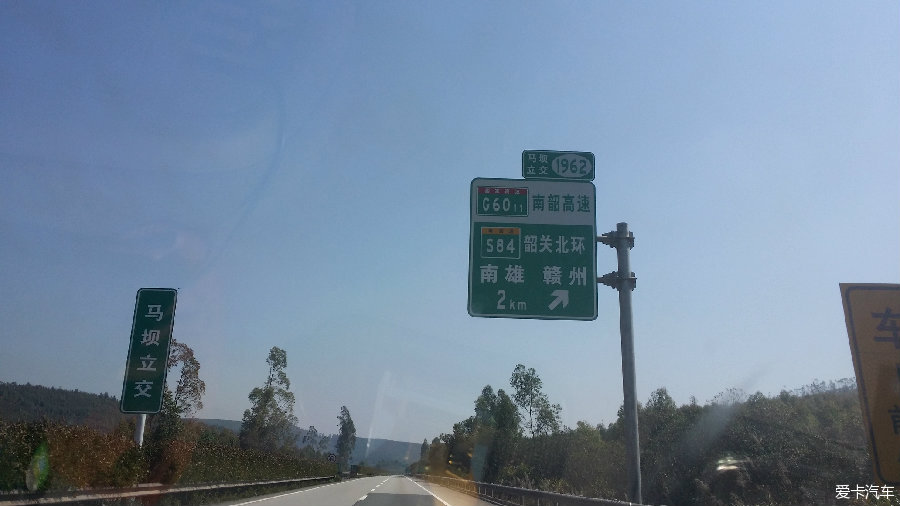 马坝
立交
1962
G6011 南韶高速
S84 韶关北环
南雄 赣州
2km
马坝立交
车
爱卡汽车